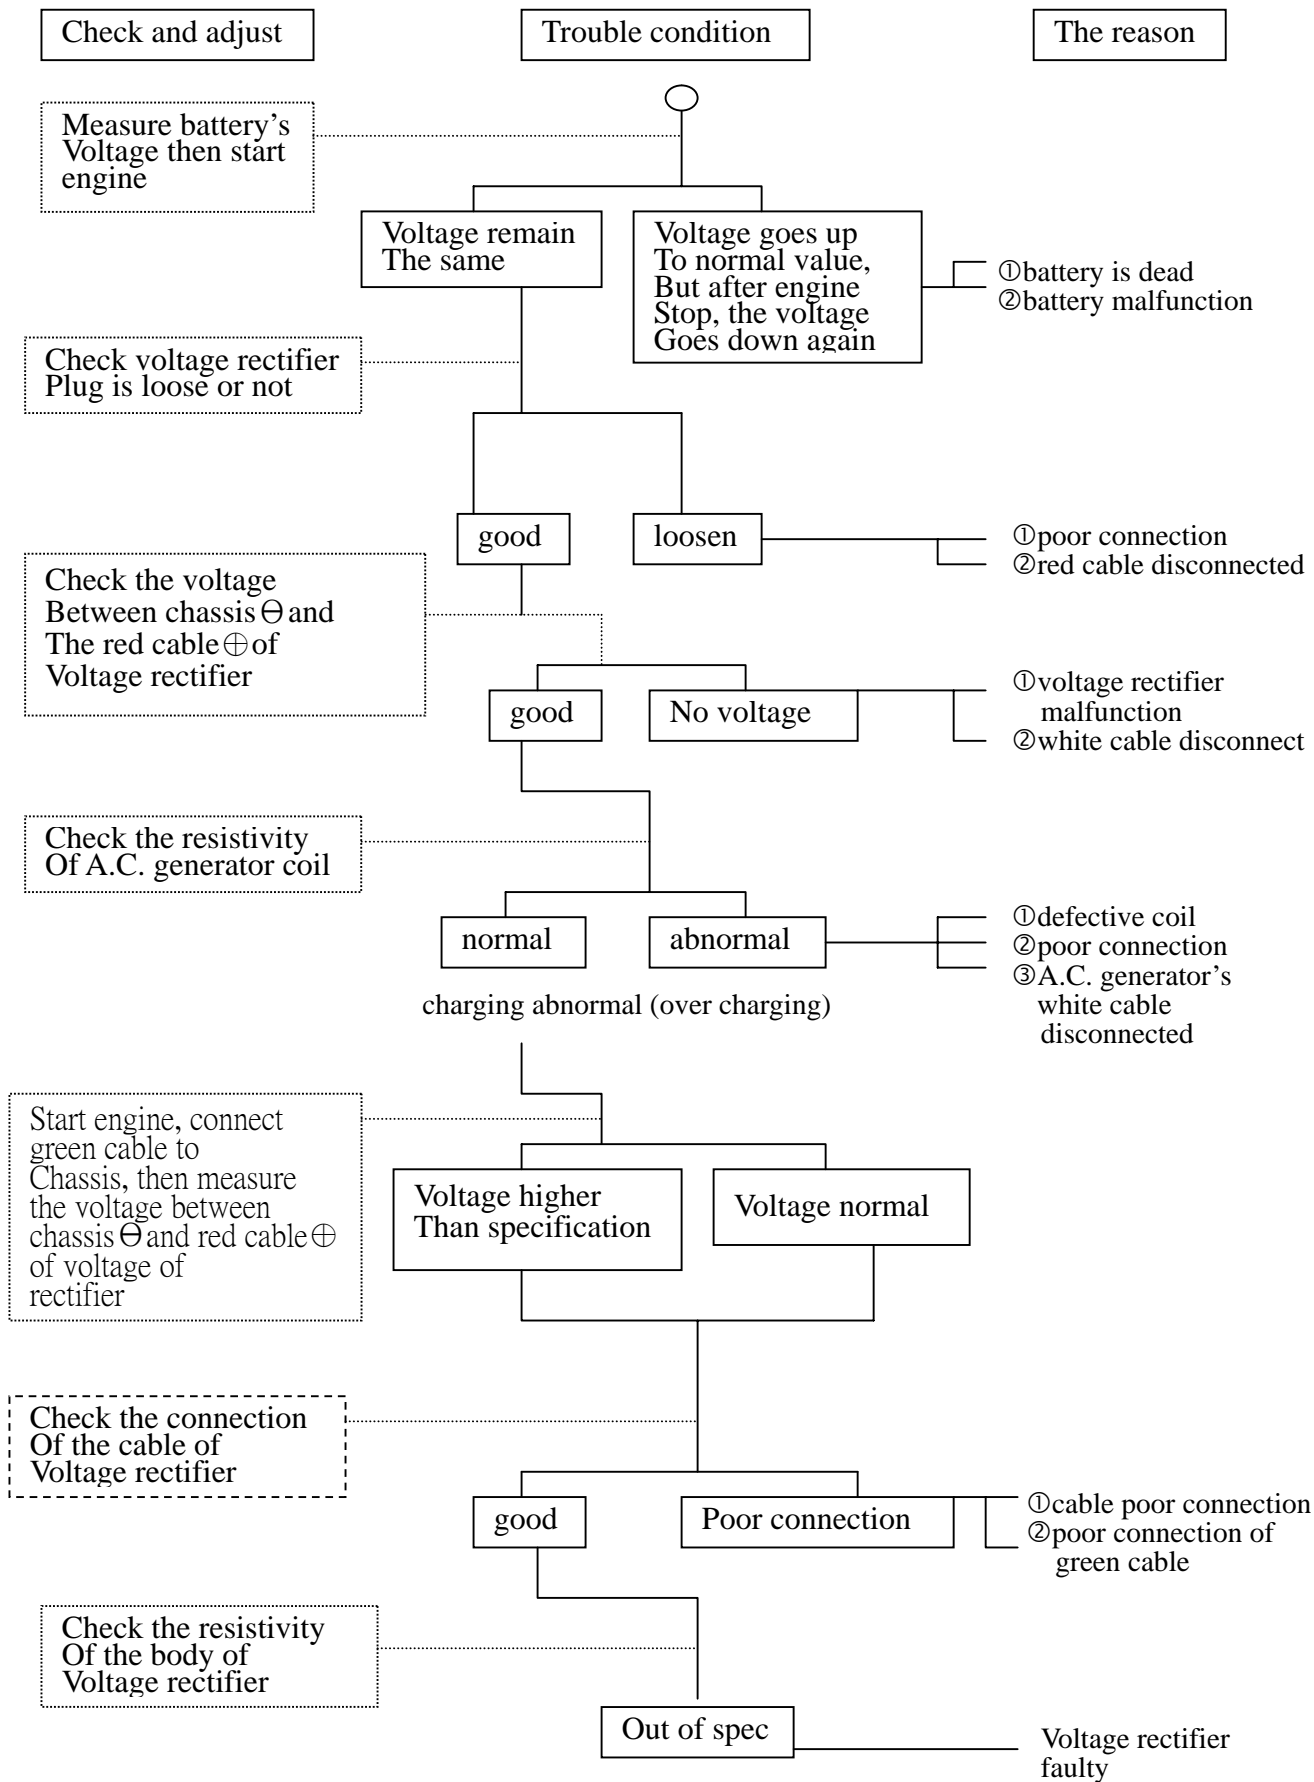 Check and adjust
Trouble condition
The reason
Measure battery’s
Voltage then start
engine
Voltage remain
The same
Voltage goes up
To normal value,
But after engine
Stop, the voltage
Goes down again
①battery is dead
②battery malfunction
Check voltage rectifier
Plug is loose or not
good
loosen
①poor connection
②red cable disconnected
Check the voltage
Between chassis⊖and
The red cable⊕of
Voltage rectifier
good
No voltage
①voltage rectifier
malfunction
②white cable disconnect
Check the resistivity
Of A.C. generator coil
normal
abnormal
①defective coil
②poor connection
③A.C. generator’s
white cable
disconnected
charging abnormal (over charging)
Start engine, connect
green cable to
Chassis, then measure
the voltage between
chassis⊖and red cable⊕
of voltage of
rectifier
Voltage higher
Than specification
Voltage normal
Check the connection
Of the cable of
Voltage rectifier
good
Poor connection
①cable poor connection
②poor connection of
green cable
Check the resistivity
Of the body of
Voltage rectifier
Out of spec
Voltage rectifier
faulty